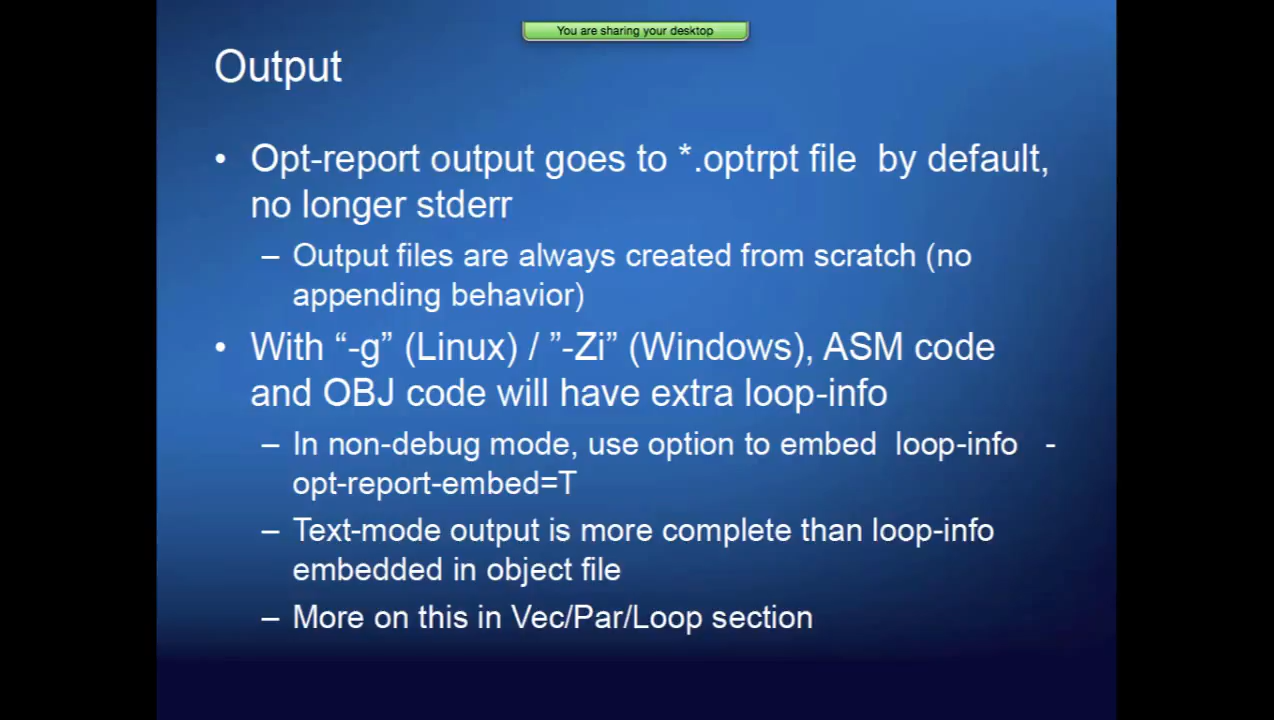 You are sharing your desktop
Output
• Opt-report output goes to *.optrpt file  by default,
no longer stderr
– Output files are always created from scratch (no
appending behavior)
• With “-g” (Linux) / ”-Zi” (Windows), ASM code
and OBJ code will have extra loop-info
– In non-debug mode, use option to embed  loop-info   -
opt-report-embed=T
– Text-mode output is more complete than loop-info
embedded in object file
– More on this in Vec/Par/Loop section